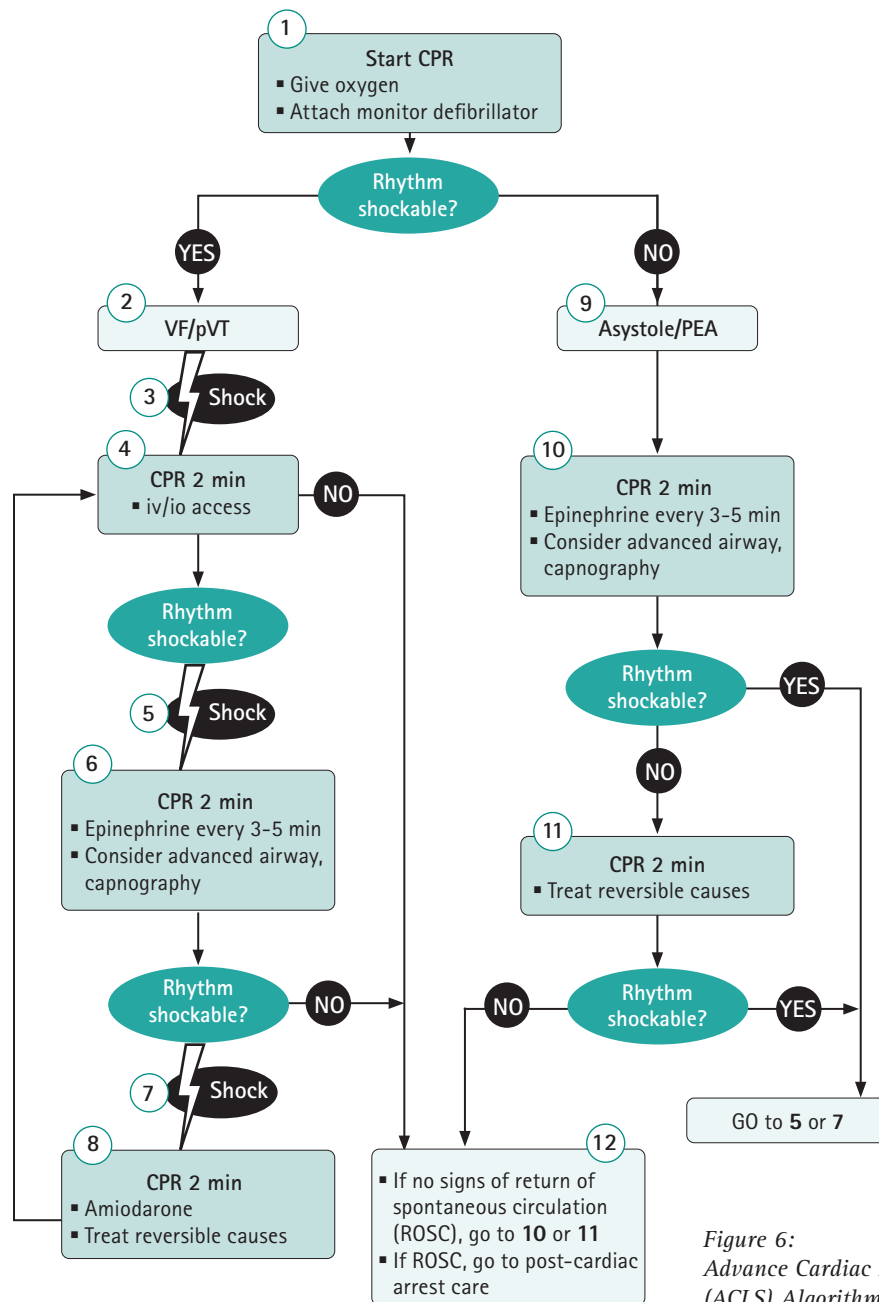 1
Start CPR
▪ Give oxygen
▪ Attach monitor defibrillator
Rhythm
shockable?
YES
NO
2
VF/pVT
3
Shock
4
CPR 2 min
▪ iv/io access
NO
Rhythm
shockable?
5
Shock
6
CPR 2 min
▪ Epinephrine every 3-5 min
▪ Consider advanced airway,
capnography
Rhythm
shockable?
NO
7
Shock
8
CPR 2 min
▪ Amiodarone
▪ Treat reversible causes
9
Asystole/PEA
10
CPR 2 min
▪ Epinephrine every 3-5 min
▪ Consider advanced airway,
capnography
Rhythm
shockable?
YES
NO
11
CPR 2 min
▪ Treat reversible causes
Rhythm
shockable?
NO
YES
GO to 5 or 7
12
▪ If no signs of return of
spontaneous circulation
(ROSC), go to 10 or 11
▪ If ROSC, go to post-cardiac
arrest care
Figure 6:
Advance Cardiac
(ACLS) Algorithm